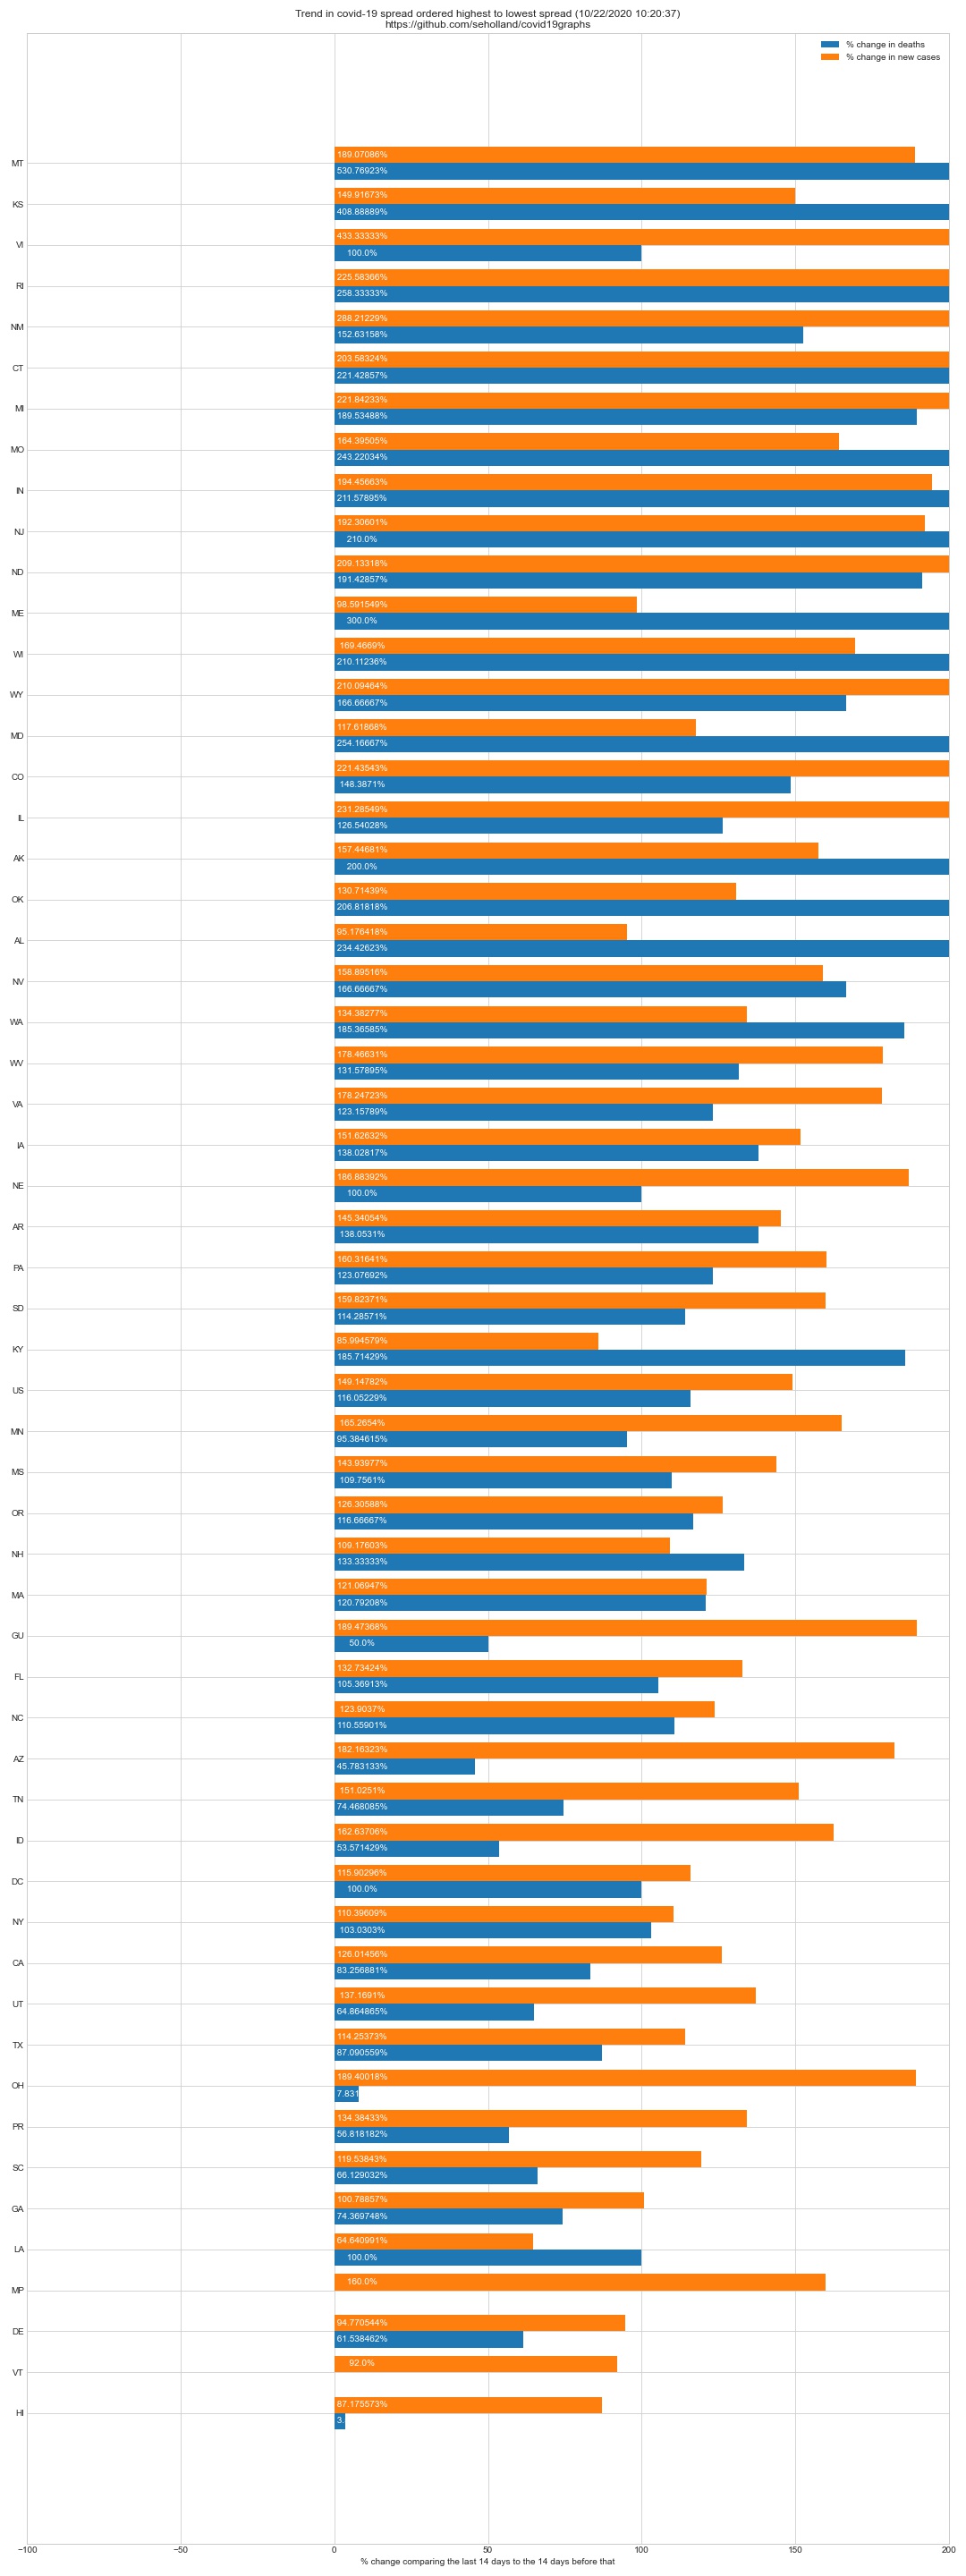 Trend in covid-19 spread ordered highest to lowest spread (10/22/2020 10:20:37)
https://github.com/seholland/covid19graphs
% change in deaths
% change in new cases
189.07086%
MT
530.76923%
149.91673%
KS
408.88889%
433.33333%
VI
100.0%
225.58366%
RI
258.33333%
288.21229%
NM
152.63158%
203.58324%
CT
221.42857%
221.84233%
MI
189.53488%
164.39505%
MO
243.22034%
194.45663%
IN
211.57895%
192.30601%
NJ
210.0%
209.13318%
ND
191.42857%
98.591549%
ME
300.0%
169.4669%
WI
210.11236%
210.09464%
WY
166.66667%
117.61868%
MD
254.16667%
221.43543%
CO
148.3871%
231.28549%
IL
126.54028%
157.44681%
AK
200.0%
130.71439%
OK
206.81818%
95.176418%
AL
234.42623%
158.89516%
NV
166.66667%
134.38277%
WA
185.36585%
178.46631%
WV
131.57895%
178.24723%
VA
123.15789%
151.62632%
IA
138.02817%
186.88392%
NE
100.0%
145.34054%
AR
138.0531%
160.31641%
PA
123.07692%
159.82371%
SD
114.28571%
85.994579%
KY
185.71429%
149.14782%
US
116.05229%
165.2654%
MN
95.384615%
143.93977%
MS
109.7561%
126.30588%
OR
116.66667%
109.17603%
NH
133.33333%
121.06947%
MA
120.79208%
189.47368%
GU
50.0%
132.73424%
FL
105.36913%
123.9037%
NC
110.55901%
182.16323%
AZ
45.783133%
151.0251%
TN
74.468085%
162.63706%
ID
53.571429%
115.90296%
DC
100.0%
110.39609%
NY
103.0303%
126.01456%
CA
83.256881%
137.1691%
UT
64.864865%
114.25373%
TX
87.090559%
189.40018%
OH
7.831
134.38433%
PR
56.818182%
119.53843%
SC
66.129032%
100.78857%
GA
74.369748%
64.640991%
LA
100.0%
160.0%
MP
94.770544%
DE
61.538462%
92.0%
VT
87.175573%
HI
3.
−100 −50 0 50 100 150 200
% change comparing the last 14 days to the 14 days before that